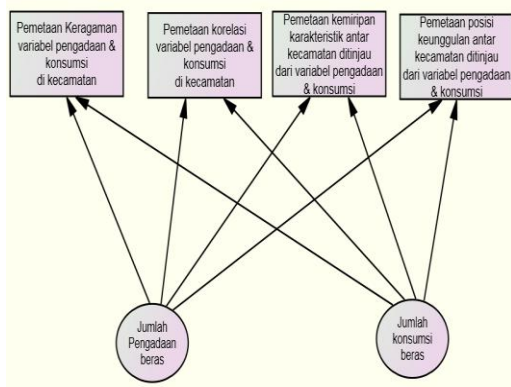 Pemetaan Keragaman
variabel pengadaan &
konsumsi
di kecamatan
Pemetaan korelasi
variabel pengadaan &
konsumsi
di kecamatan
Pemetaan kemiripan
karakteristik antar
kecamatan ditinjau
dari variabel pengadaan
& konsumsi
Pemetaan posisi
keunggulan antar
kecamatan ditinjau
dari variabel pengadaan
& konsumsi
Jumlah
Pengadaan
beras
Jumlah
konsumsi
beras